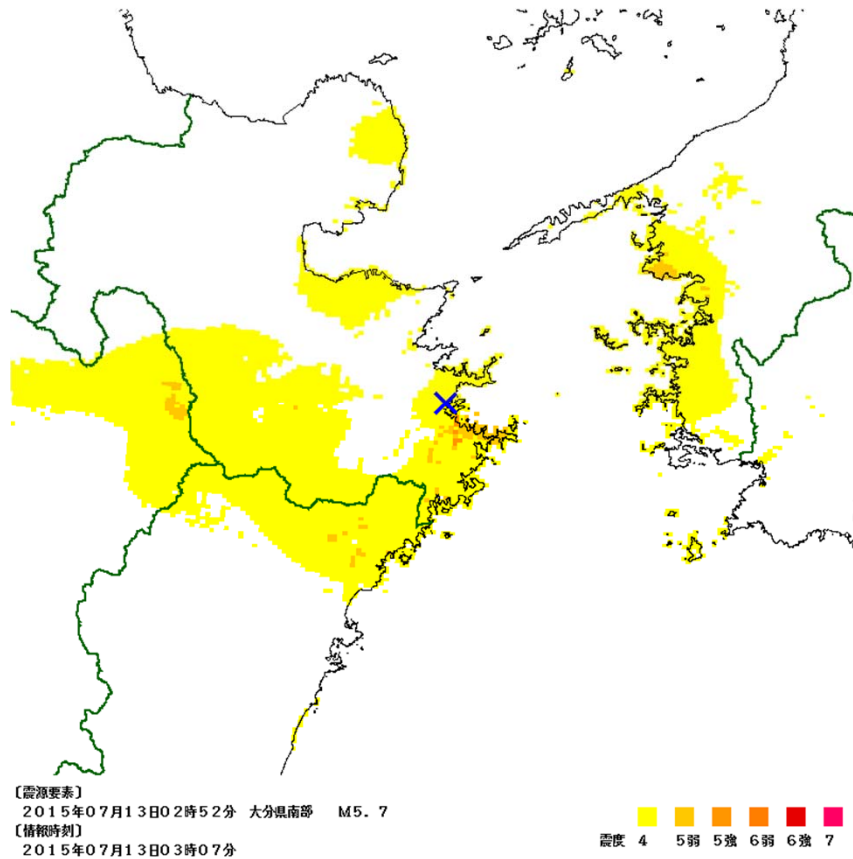 〔震源要素〕
２０１５年０７月１３日０２時５２分 大分県南部 Ｍ５．７
〔情報時刻〕
２０１５年０７月１３日０３時０７分
震度 ４ ５弱 ５強 ６弱 ６強 ７